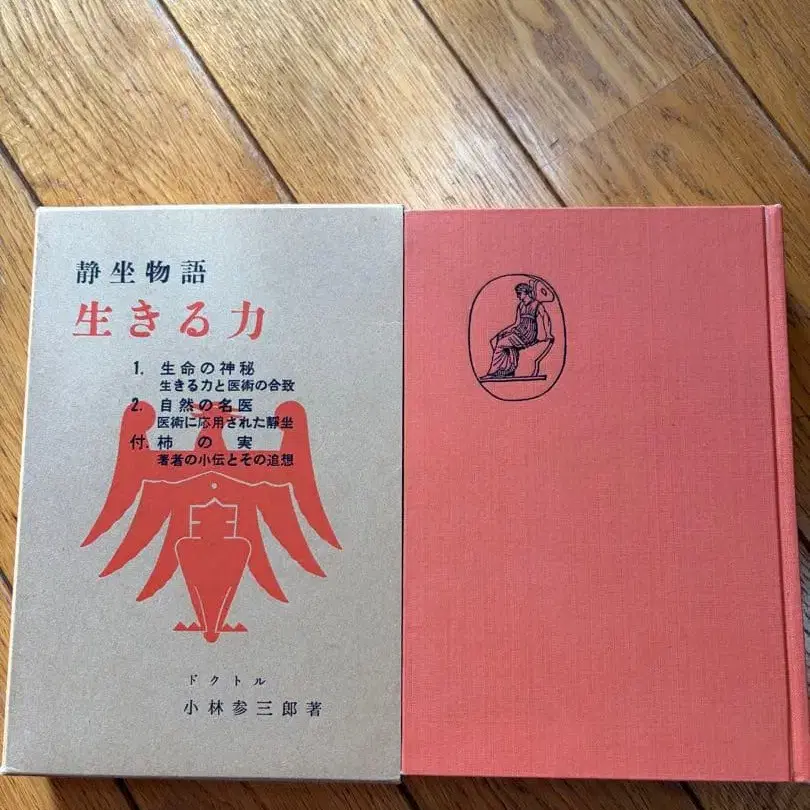 静坐物語
生きる力
1. 生命の神秘
生きる力と医術の合致
2. 自然の名医
医術に応用された靜坐
付. 柿の実
著者の小伝とその追想
ドクトル
小林参三郎著